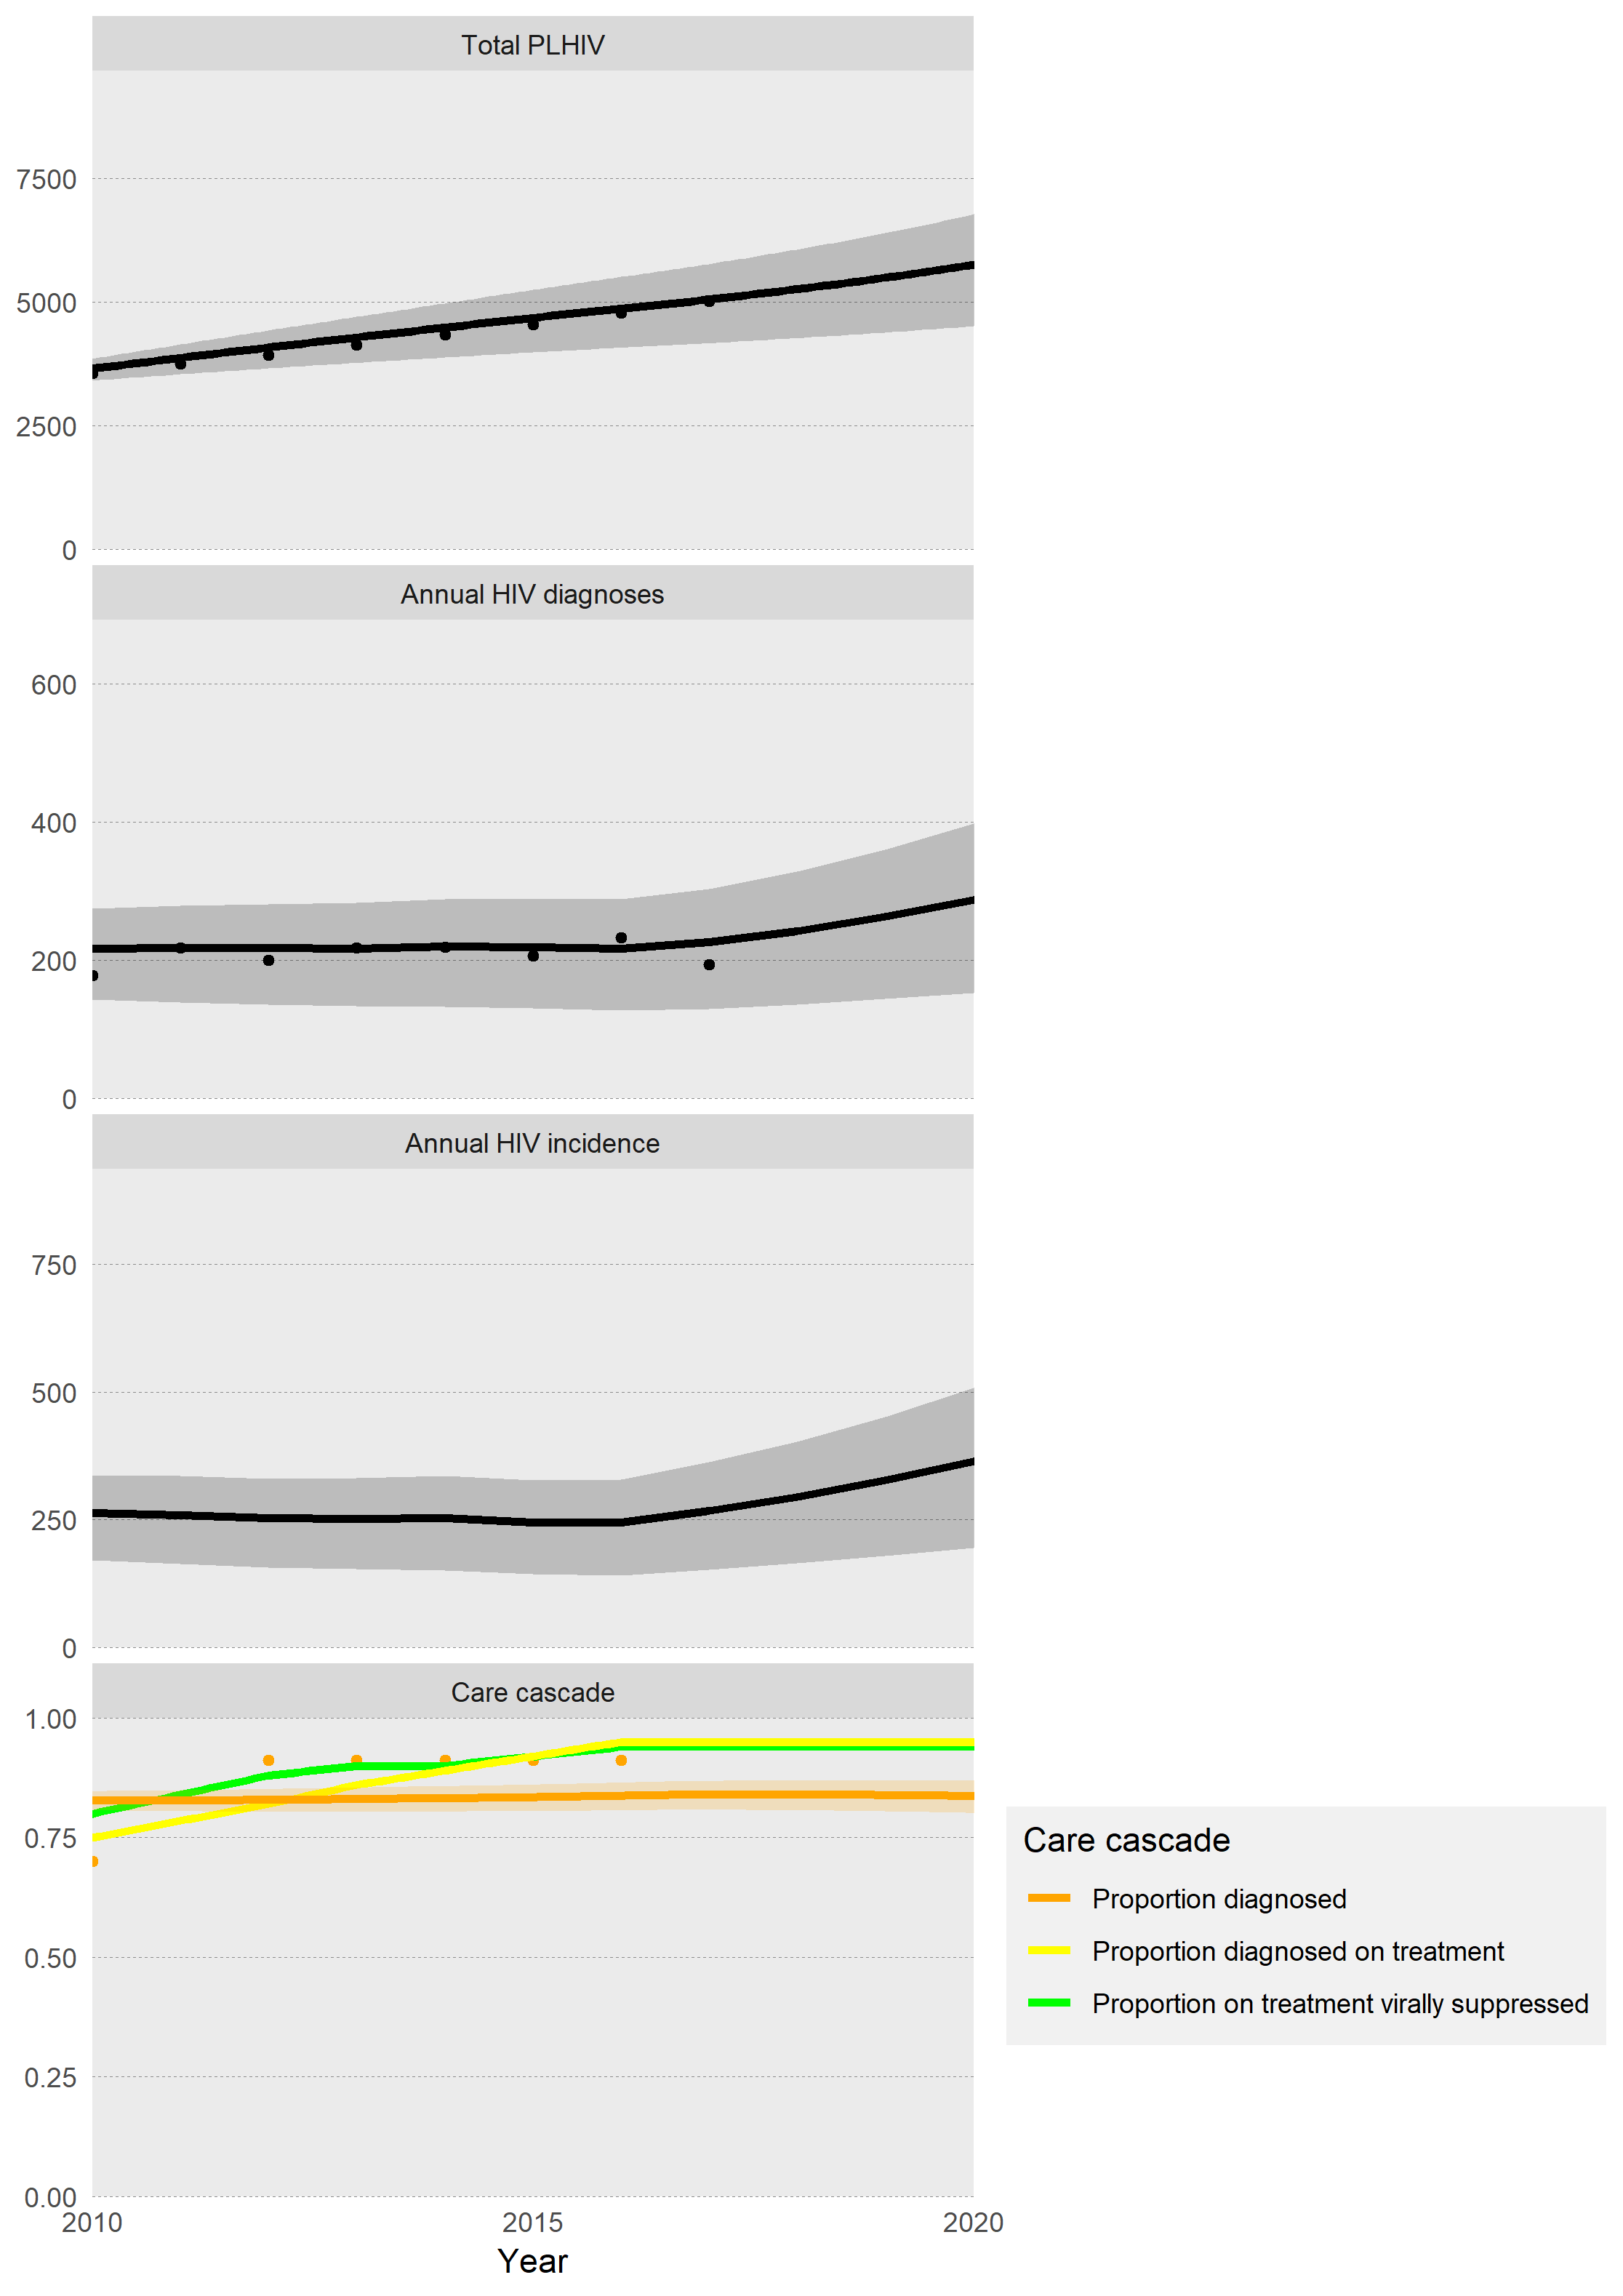 Total PLHIV
7500
5000
2500
0
Annual HIV diagnoses
600
400
200
0
Annual HIV incidence
750
500
250
0
Care cascade
1.00
0.75
0.50
0.25
0.00
2010 2015 2020
Year
Care cascade
Proportion diagnosed
Proportion diagnosed on treatment
Proportion on treatment virally suppressed